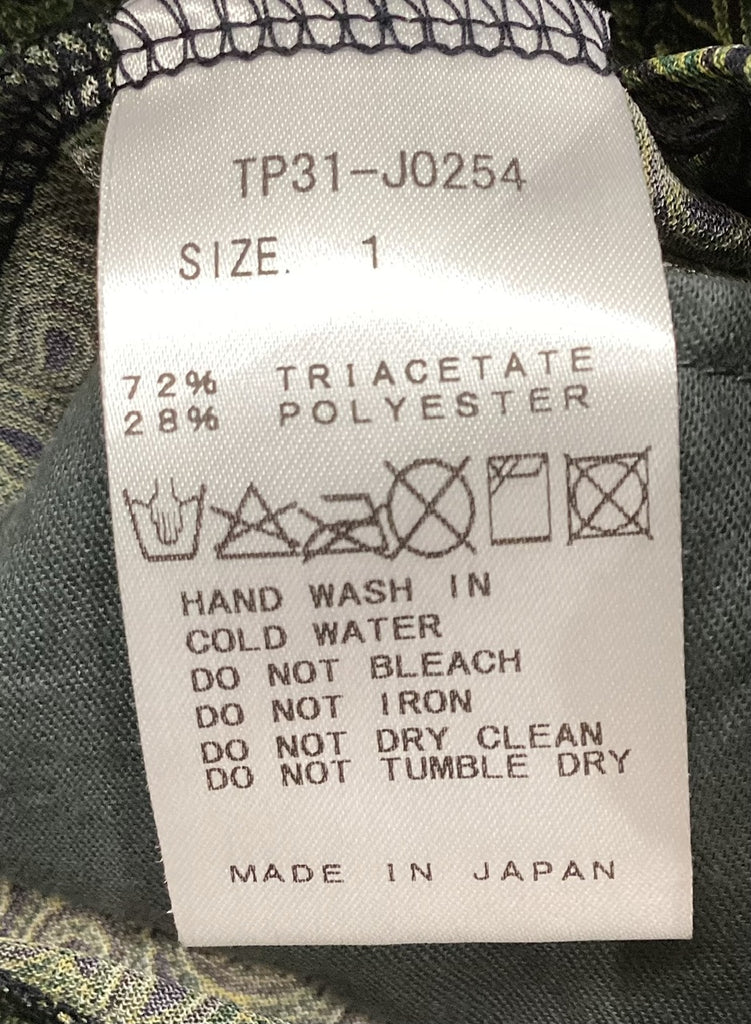 TP31-J0254
SIZE. 1
72% TRIACETATE
28% POLYESTER
HAND WASH IN
COLD WATER
DO NOT BLEACH
DO NOT IRON
DO NOT DRY CLEAN
DO NOT TUMBLE DRY
MADE IN JAPAN